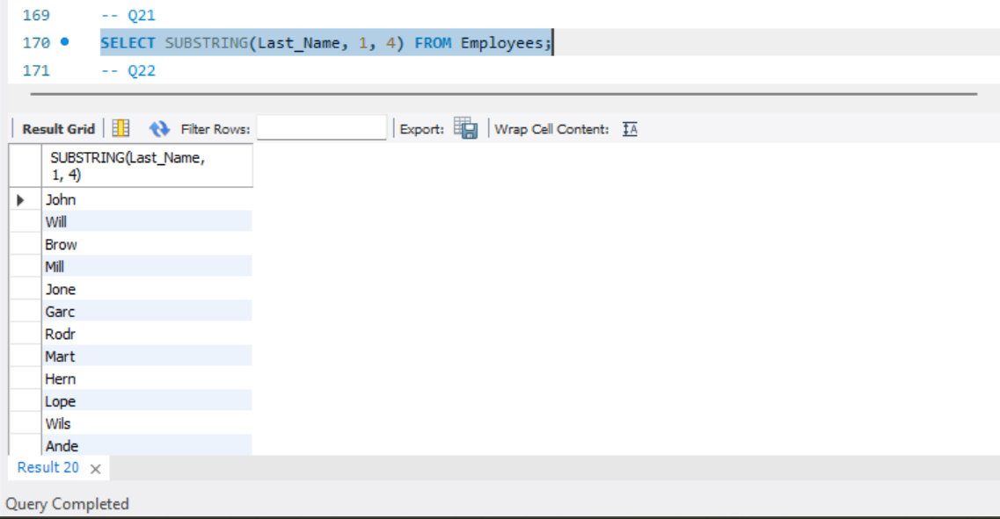 169 -- Q21
170 SELECT SUBSTRING(Last_Name, 1, 4) FROM Employees;
171 -- Q22
Result Grid Filter Rows: Export: Wrap Cell Content: IA
SUBSTRING(Last_Name,
1, 4)
John
Will
Brow
Mill
Jone
Garc
Rodr
Mart
Hern
Lope
Wils
Ande
Result 20 ×
Query Completed